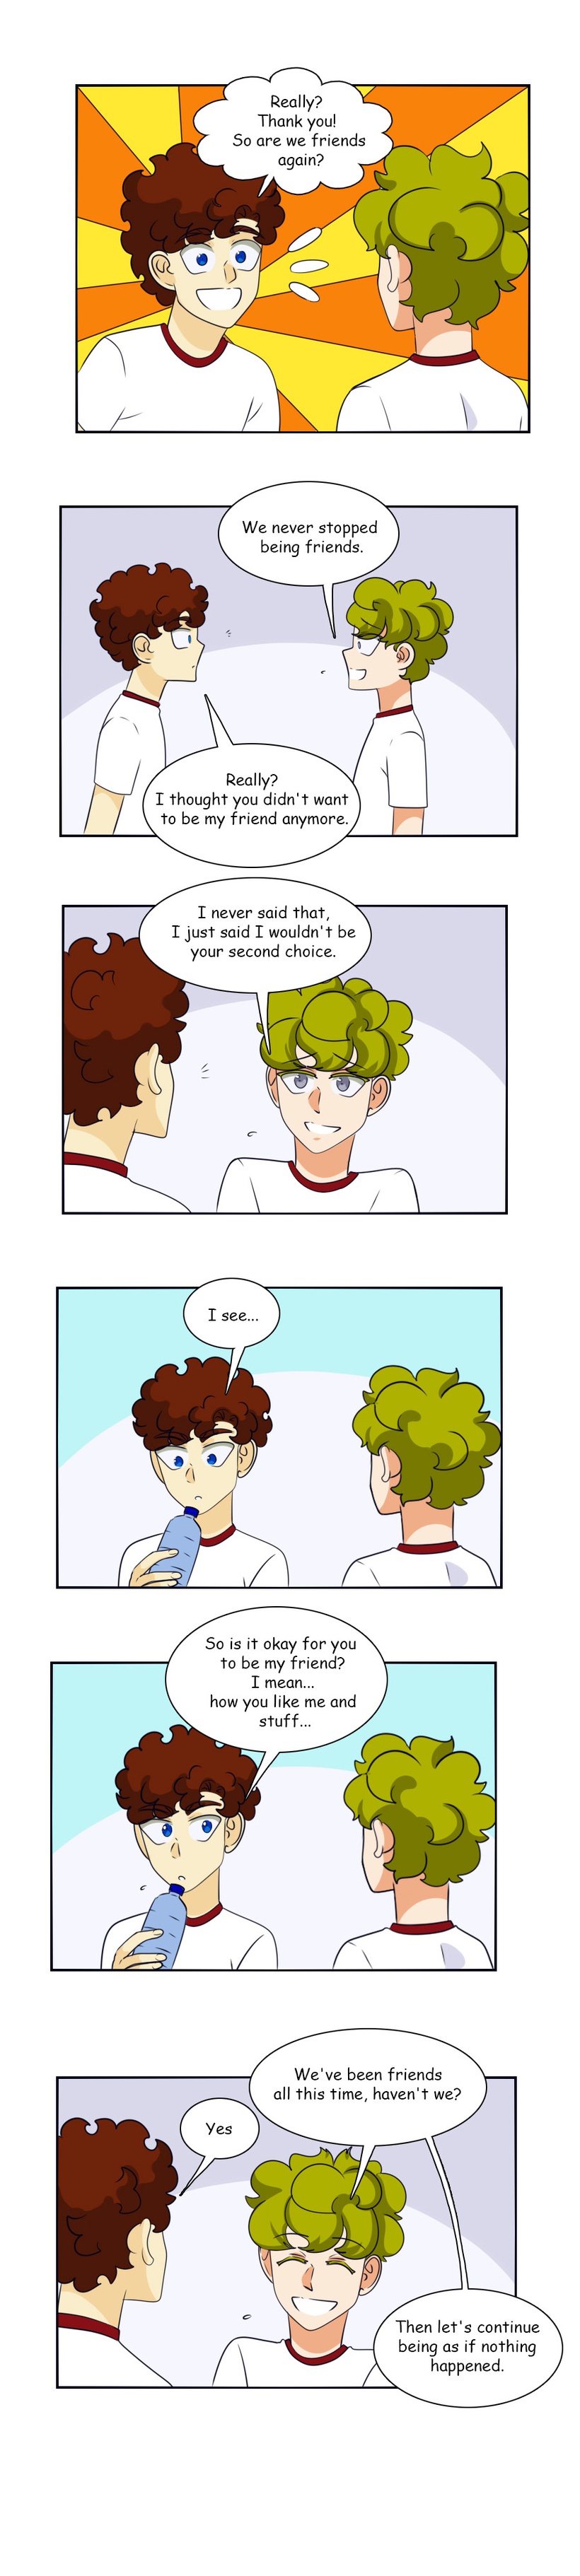 Really?
Thank you!
So are we friends
again?
We never stopped
being friends.
Really?
I thought you didn't want
to be my friend anymore.
I never said that,
I just said I wouldn't be
your second choice.
I see...
So is it okay for you
to be my friend?
I mean...
how you like me and
stuff...
We've been friends
all this time, haven't we?
Yes
Then let's continue
being as if nothing
happened.